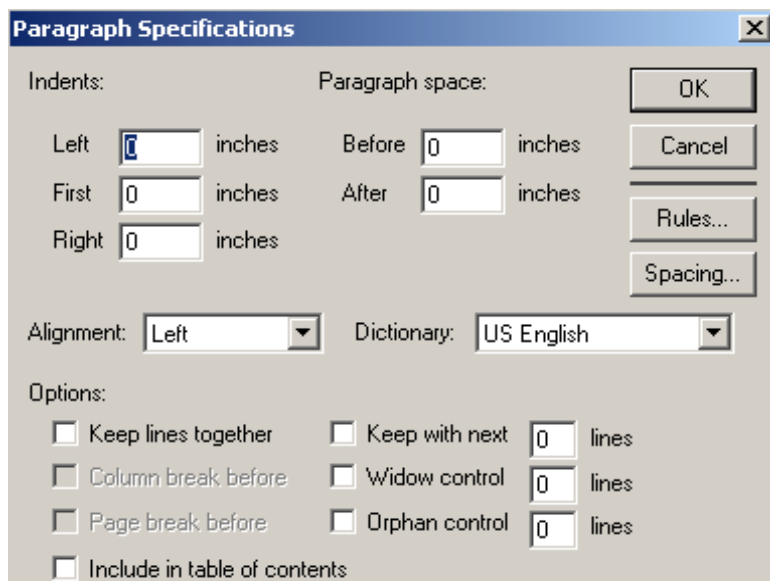 Paragraph Specifications
Indents: Paragraph space: OK
Left 0 inches Before 0 inches Cancel
First 0 inches After 0 inches
Rules...
Right 0 inches
Spacing...
Alignment: Left Dictionary: US English
Options:
Keep lines together Keep with next 0 lines
Column break before Widow control 0 lines
Page break before Orphan control 0 lines
Include in table of contents